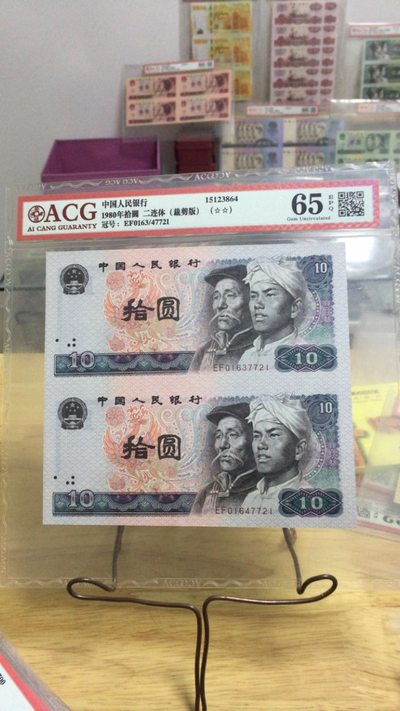 ACG
AI CANG GUARANTY
中国人民银行
1980年拾圆 二连体（裁剪版）
冠号：EF0163/47721
15123864
（☆☆）
65 EPQ
Gem Uncirculated
中国人民银行
10
拾圆
EF01637721
10
10
中国人民银行
10
拾圆
EF01647721
10
10